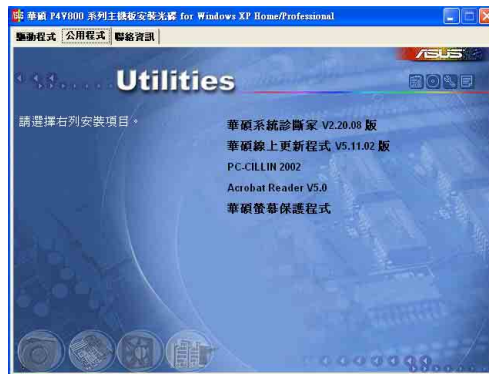 華碩 P4V800 系列主機板安裝光碟 for Windows XP Home/Professional
驅動程式 公用程式 聯絡資訊
ASUS
Utilities
請選擇右列安裝項目。
華碩系統診斷家 V2.20.08 版
華碩線上更新程式 V5.11.02 版
PC-CILLIN 2002
Acrobat Reader V5.0
華碩螢幕保護程式